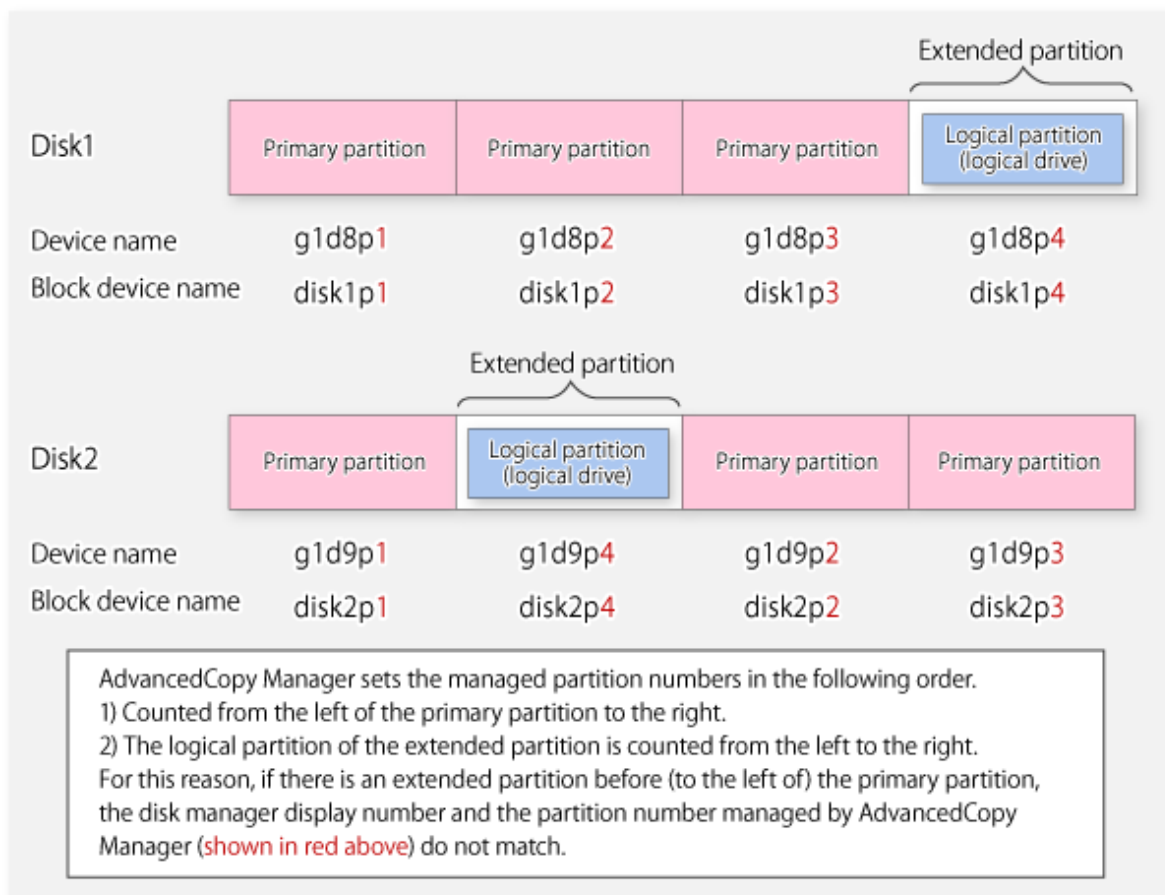 Extended partition
Disk1
Primary partition Primary partition Primary partition Logical partition
(logical drive)
Device name g1d8p1 g1d8p2 g1d8p3 g1d8p4
Block device name disk1p1 disk1p2 disk1p3 disk1p4
Extended partition
Disk2
Primary partition Logical partition
(logical drive) Primary partition Primary partition
Device name g1d9p1 g1d9p4 g1d9p2 g1d9p3
Block device name disk2p1 disk2p4 disk2p2 disk2p3
AdvancedCopy Manager sets the managed partition numbers in the following order.
1) Counted from the left of the primary partition to the right.
2) The logical partition of the extended partition is counted from the left to the right.
For this reason, if there is an extended partition before (to the left of) the primary partition,
the disk manager display number and the partition number managed by AdvancedCopy
Manager (shown in red above) do not match.